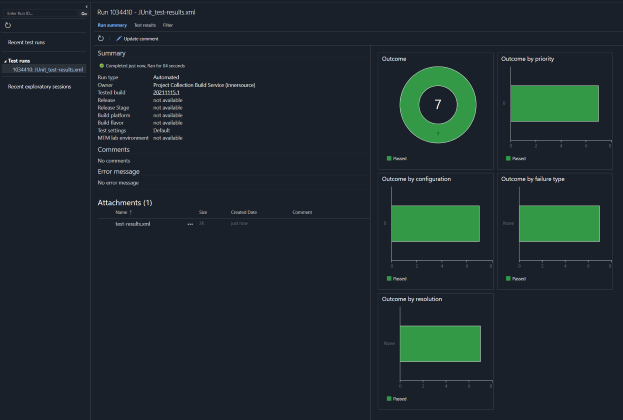 Enter Run ID...
Go
Recent test runs
Test runs
1034410: JUnit_test-results.xml
Recent exploratory sessions
Run 1034410 - JUnit_test-results.xml
Run summary Test results Filter
Update comment
Summary
Completed just now, Ran for 84 seconds
Run type Automated
Owner Project Collection Build Service (innersource)
Tested build 20211115.1
Release not available
Release Stage not available
Build platform not available
Build flavor not available
Test settings Default
MTM lab environment not available
Comments
No comments
Error message
No error message
Attachments (1)
Name ↑ Size Created Date Comment
test-results.xml ... just now
Outcome
7
7
Passed
Outcome by priority
0 2 4 6 8
Passed
Outcome by configuration
0 2 4 6 8
Passed
Outcome by failure type
None
0 2 4 6 8
Passed
Outcome by resolution
None
0 2 4 6 8
Passed